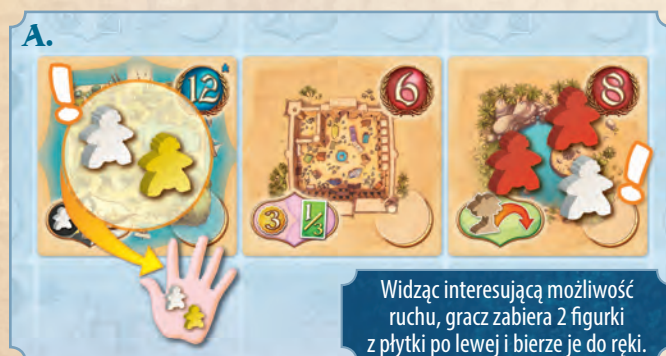 A.
!
12
6
8
!
3 1/3
Widząc interesującą możliwość
ruchu, gracz zabiera 2 figurki
z płytki po lewej i bierze je do ręki.